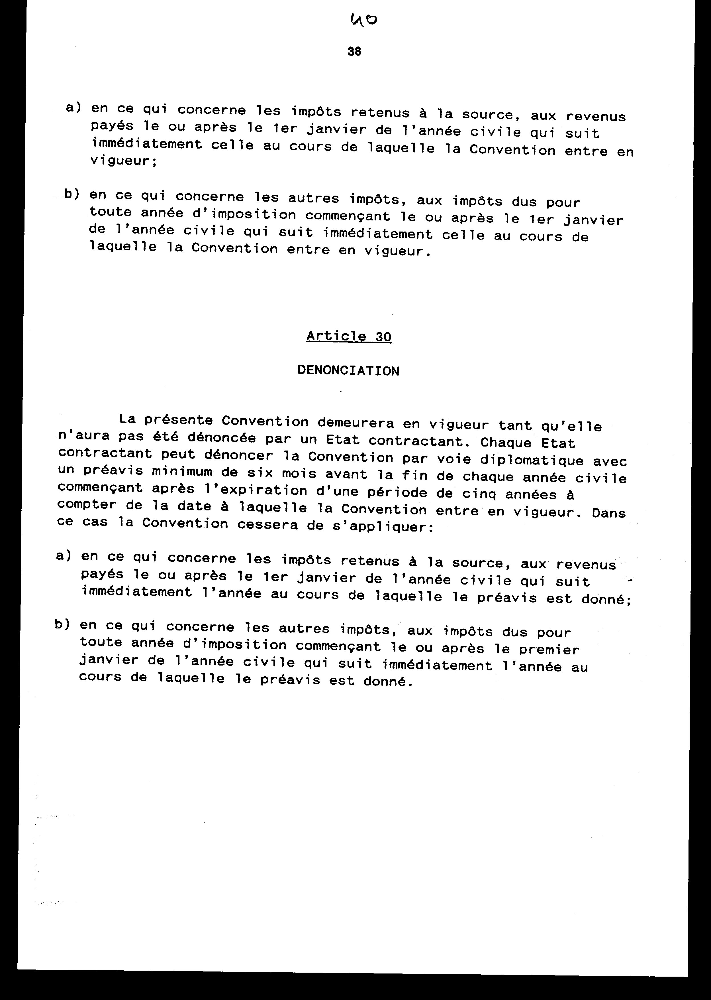 40
38
a) en ce qui concerne les impôts retenus à la source, aux revenus
payés le ou après le 1er janvier de l'année civile qui suit
immédiatement celle au cours de laquelle la Convention entre en
vigueur;
b) en ce qui concerne les autres impôts, aux impôts dus pour
toute année d'imposition commençant le ou après le 1er janvier
de l'année civile qui suit immédiatement celle au cours de
laquelle la Convention entre en vigueur.
Article 30
DENONCIATION
La présente Convention demeurera en vigueur tant qu'elle
n'aura pas été dénoncée par un Etat contractant. Chaque Etat
contractant peut dénoncer la Convention par voie diplomatique avec
un préavis minimum de six mois avant la fin de chaque année civile
commençant après l'expiration d'une période de cinq années à
compter de la date à laquelle la Convention entre en vigueur. Dans
ce cas la Convention cessera de s'appliquer:
a) en ce qui concerne les impôts retenus à la source, aux revenus
payés le ou après le 1er janvier de l'année civile qui suit
immédiatement l'année au cours de laquelle le préavis est donné;
b) en ce qui concerne les autres impôts, aux impôts dus pour
toute année d'imposition commençant le ou après le premier
janvier de l'année civile qui suit immédiatement l'année au
cours de laquelle le préavis est donné.